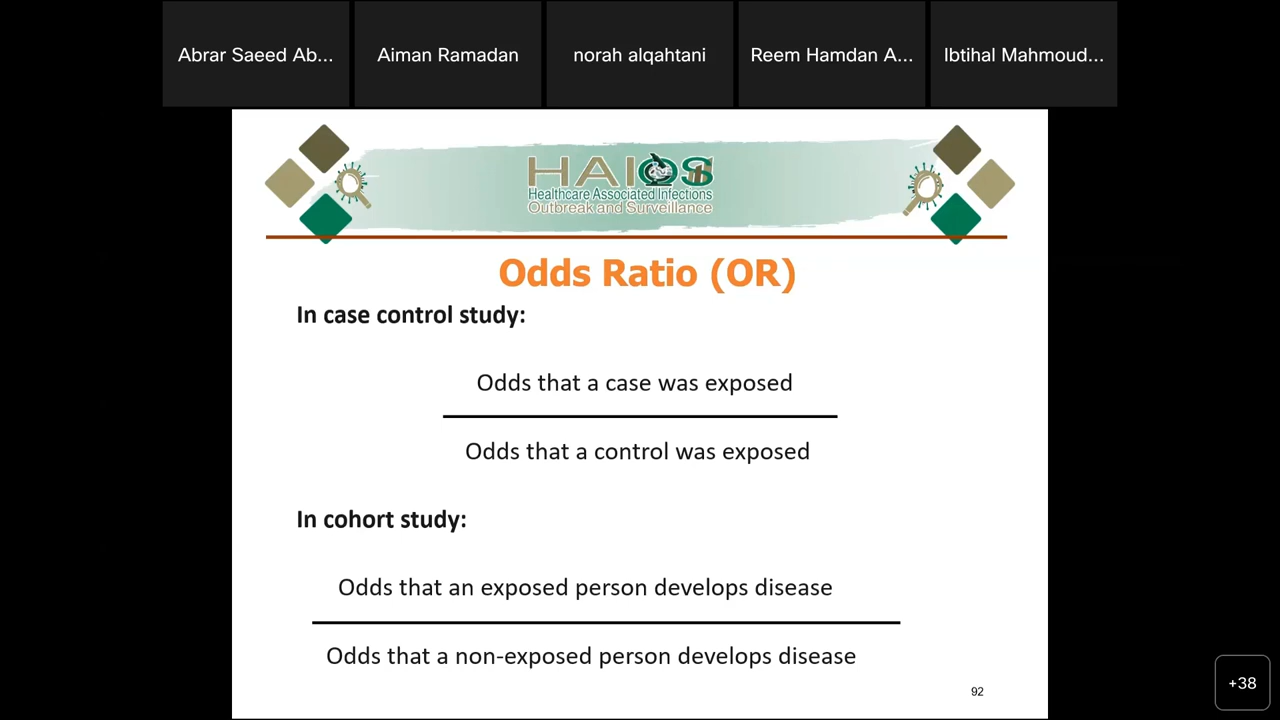 Abrar Saeed Ab...
Aiman Ramadan
norah alqahtani
Reem Hamdan A...
Ibtihal Mahmoud...
HAIOS
Healthcare Associated Infections
Outbreak and Surveillance
Odds Ratio (OR)
In case control study:
Odds that a case was exposed
Odds that a control was exposed
In cohort study:
Odds that an exposed person develops disease
Odds that a non-exposed person develops disease
92
+38